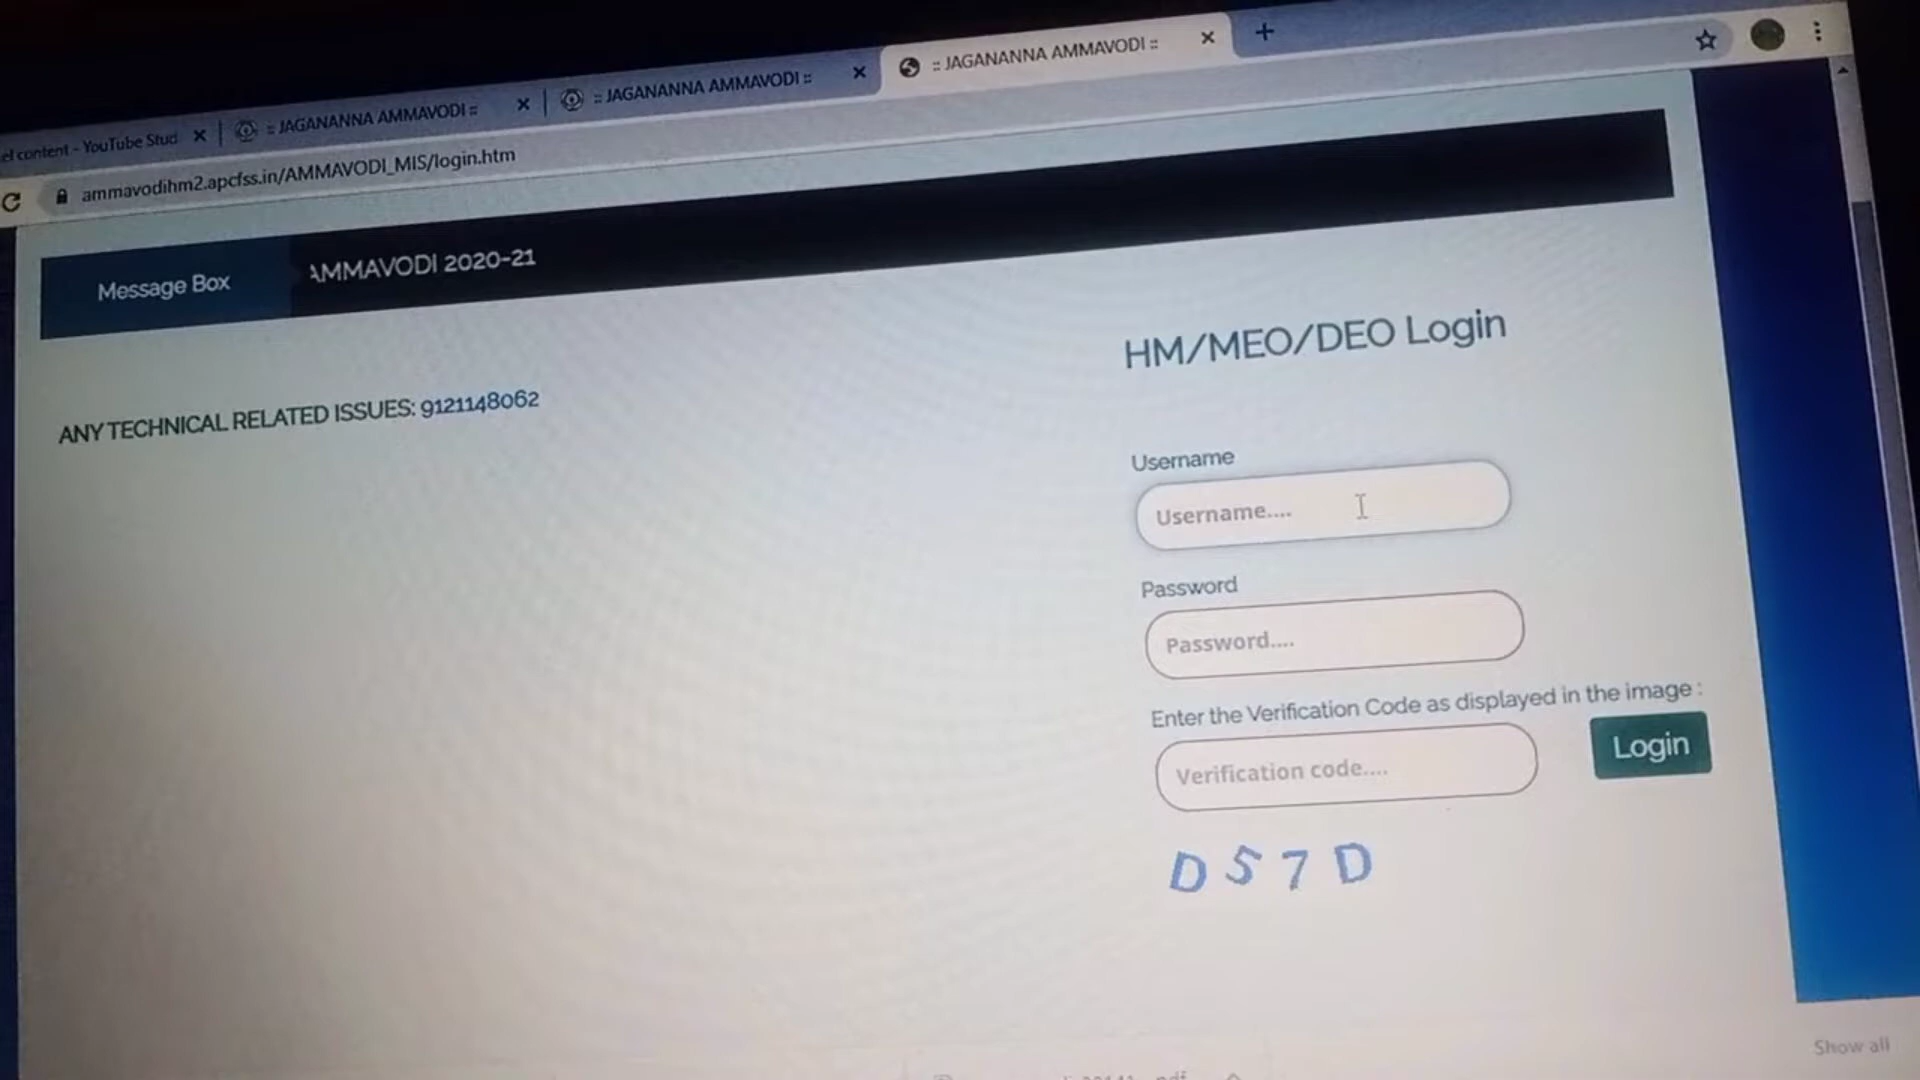 el content - YouTube Stud
:: JAGANANNA AMMAVODI ::
:: JAGANANNA AMMAVODI ::
:: JAGANANNA AMMAVODI ::
ammavodihm2.apcfss.in/AMMAVODI_MIS/login.htm
Message Box
AMMAVODI 2020-21
ANY TECHNICAL RELATED ISSUES: 9121148062
HM/MEO/DEO Login
Username
Username....
Password
Password....
Enter the Verification Code as displayed in the image :
Verification code....
Login
D 5 7 D
Show all